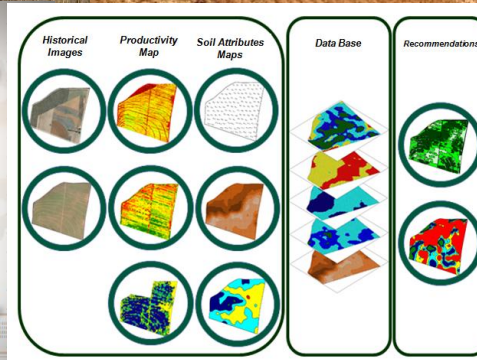 Historical
Images
Productivity
Map
Soil Attributes
Maps
Data Base
Recommendations